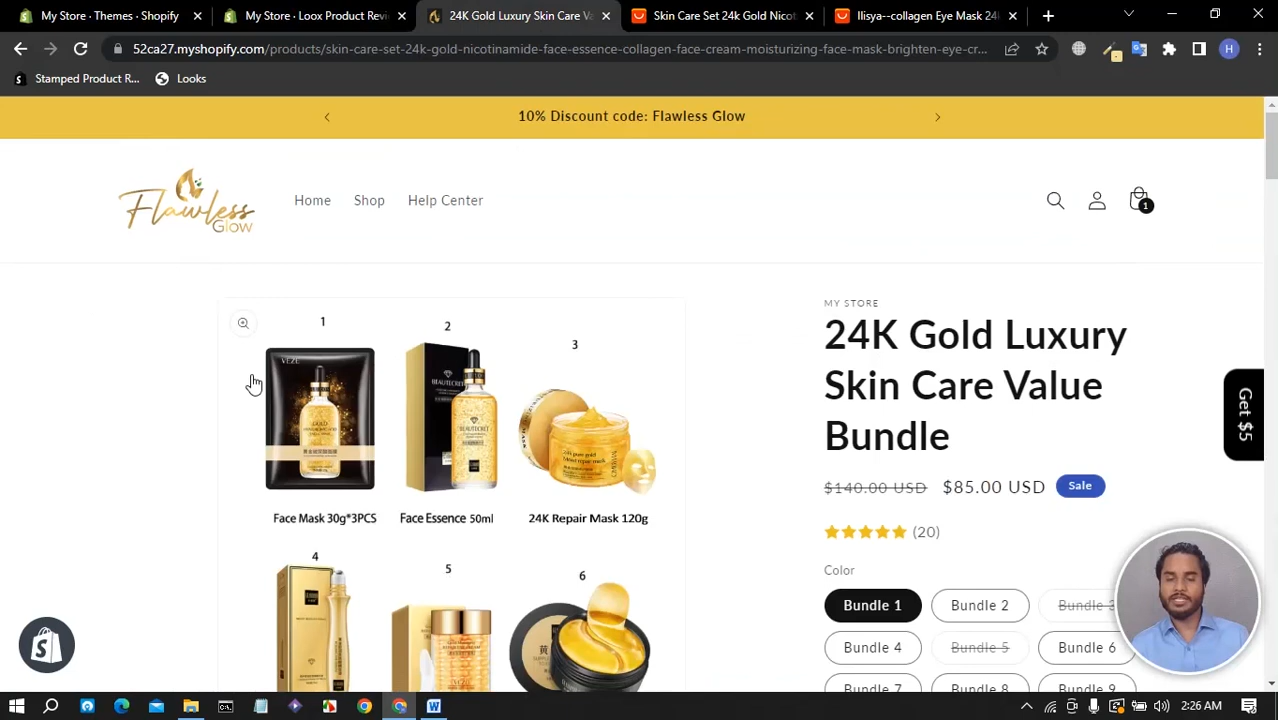 My Store · Themes · Shopify
My Store · Loox Product Revi
24K Gold Luxury Skin Care Va
Skin Care Set 24k Gold Nicot
Ilisya--collagen Eye Mask 24
52ca27.myshopify.com/products/skin-care-set-24k-gold-nicotinamide-face-essence-collagen-face-cream-moisturizing-face-mask-brighten-eye-cr...
H
Stamped Product R...
Looks
10% Discount code: Flawless Glow
Flawless
Glow
Home
Shop
Help Center
1
MY STORE
24K Gold Luxury
Skin Care Value
Bundle
$140.00 USD
$85.00 USD
Sale
(20)
Color
Bundle 1
Bundle 2
Bundle 3
Bundle 4
Bundle 5
Bundle 6
Bundle 7
Bundle 8
Bundle 9
Get $5
1
2
3
VEZE
GOLD
BEAUTECRET
BEAUTECRET
Face Mask 30g*3PCS
Face Essence 50ml
24K Repair Mask 120g
4
5
6
2:26 AM